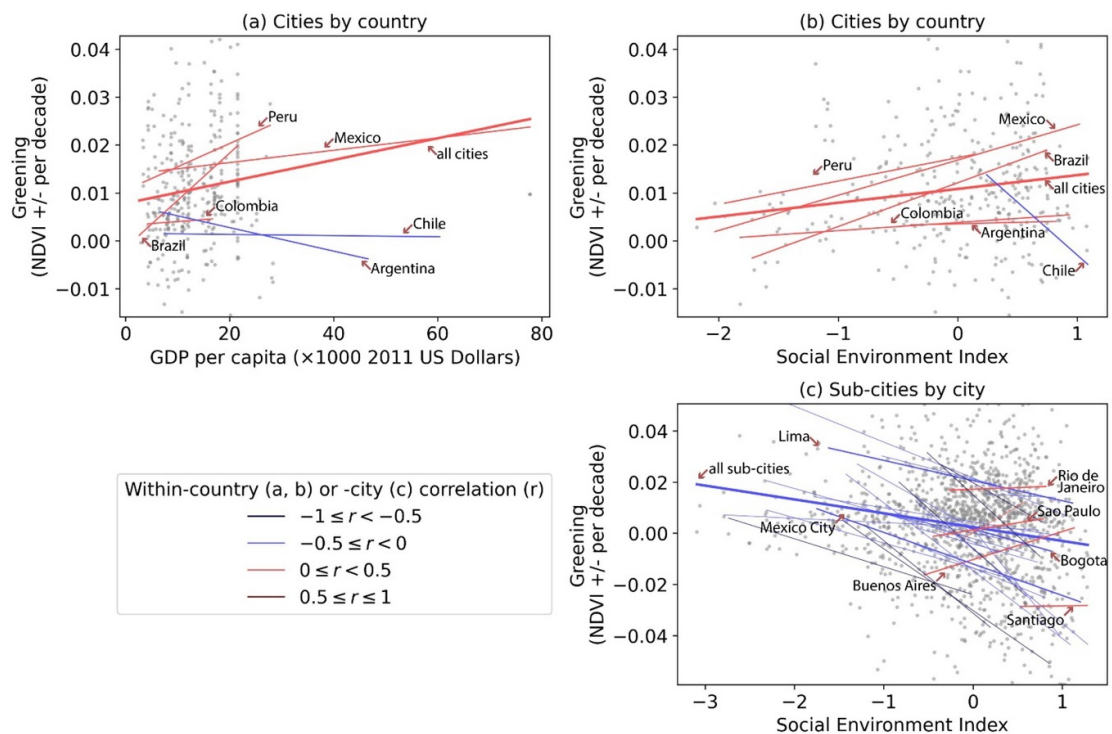 (a) Cities by country
Greening
(NDVI +/- per decade)
0.04
0.03
0.02
0.01
0.00
−0.01
Peru
Mexico
all cities
Colombia
Chile
Brazil
Argentina
0
20
40
60
80
GDP per capita (×1000 2011 US Dollars)
(b) Cities by country
Greening
(NDVI +/- per decade)
0.04
0.03
0.02
0.01
0.00
−0.01
Mexico
Peru
Brazil
all cities
Colombia
Argentina
Chile
−2
−1
0
1
Social Environment Index
Within-country (a, b) or -city (c) correlation (r)
−1 ≤ r < −0.5
−0.5 ≤ r < 0
0 ≤ r < 0.5
0.5 ≤ r ≤ 1
(c) Sub-cities by city
Greening
(NDVI +/- per decade)
0.04
0.02
0.00
−0.02
−0.04
Lima
all sub-cities
Rio de
Janeiro
Sao Paulo
Mexico City
Bogota
Buenos Aires
Santiago
−3
−2
−1
0
1
Social Environment Index